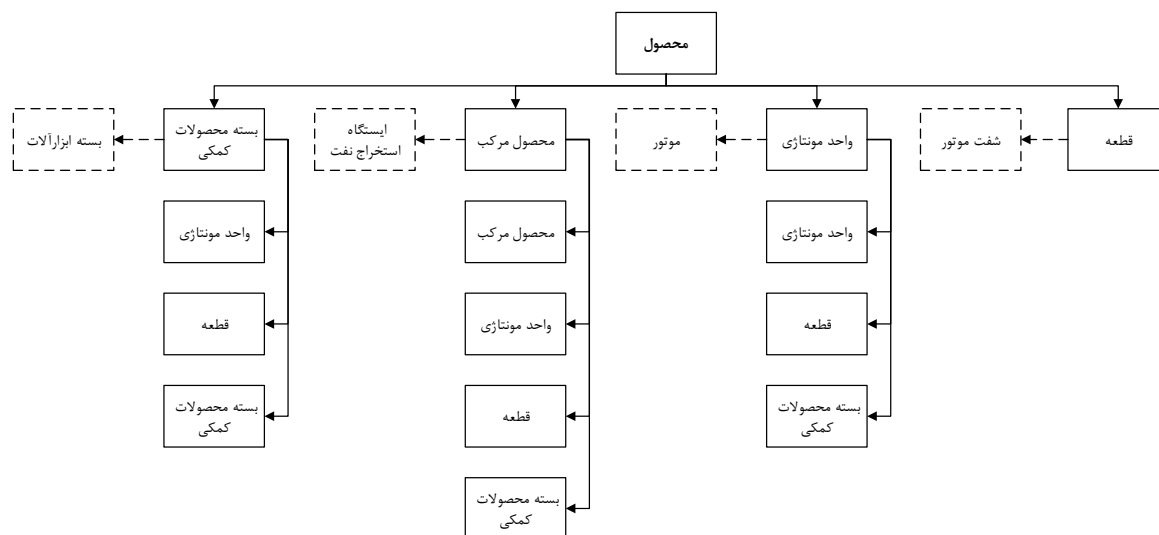 محصول
قطعه
شفت موتور
واحد مونتاژی
موتور
محصول مرکب
ایستگاه
استخراج نفت
بسته محصولات
کمکی
بسته ابزارآلات
واحد مونتاژی
محصول مرکب
واحد مونتاژی
قطعه
واحد مونتاژی
قطعه
بسته محصولات
کمکی
قطعه
بسته محصولات
کمکی
بسته محصولات
کمکی